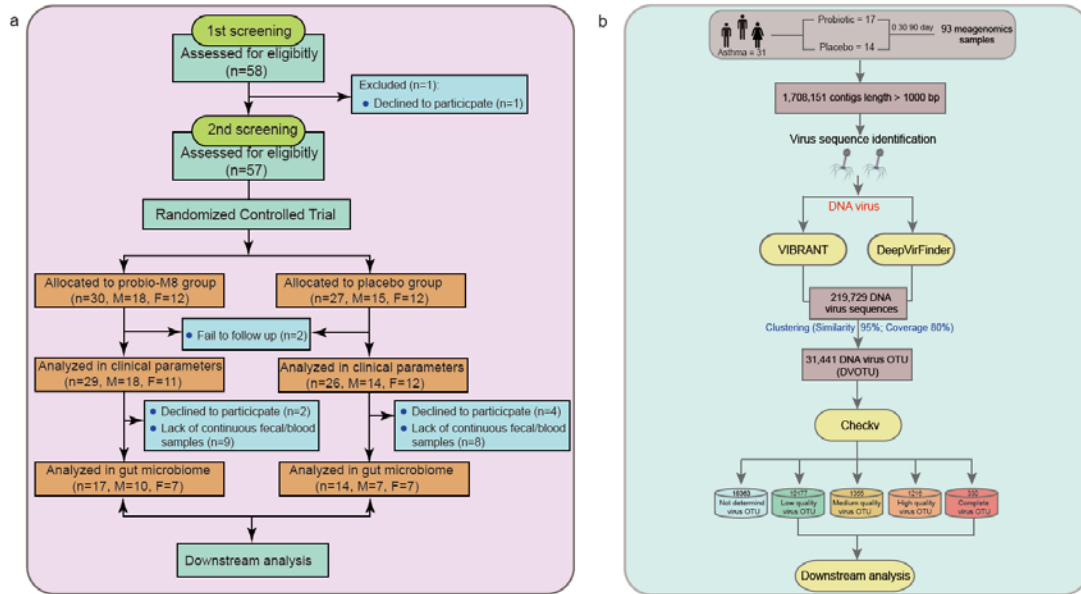 a
1st screening
Assessed for eligibitly
(n=58)
Excluded (n=1):
Declined to particpate (n=1)
2nd screening
Assessed for eligibitly
(n=57)
Randomized Controlled Trial
Allocated to probio-M8 group
(n=30, M=18, F=12)
Allocated to placebo group
(n=27, M=15, F=12)
Fail to follow up (n=2)
Analyzed in clinical parameters
(n=29, M=18, F=11)
Analyzed in clinical parameters
(n=26, M=14, F=12)
Declined to particpate (n=2)
Lack of continuous fecal/blood
samples (n=9)
Declined to particpate (n=4)
Lack of continuous fecal/blood
samples (n=8)
Analyzed in gut microbiome
(n=17, M=10, F=7)
Analyzed in gut microbiome
(n=14, M=7, F=7)
Downstream analysis
b
Asthma = 31
Probiotic = 17
Placebo = 14
0 30 90 day
93 meagenomics
samples
1,708,151 contigs length > 1000 bp
Virus sequence identification
DNA virus
VIBRANT
DeepVirFinder
219,729 DNA
virus sequences
Clustering (Similarity 95%; Coverage 80%)
31,441 DNA virus OTU
(DVOTU)
Checkv
Not determind
virus OTU
12177
Low quality
virus OTU
Medium quality
virus OTU
1216
High quality
virus OTU
Complete
virus OTU
Downstream analysis